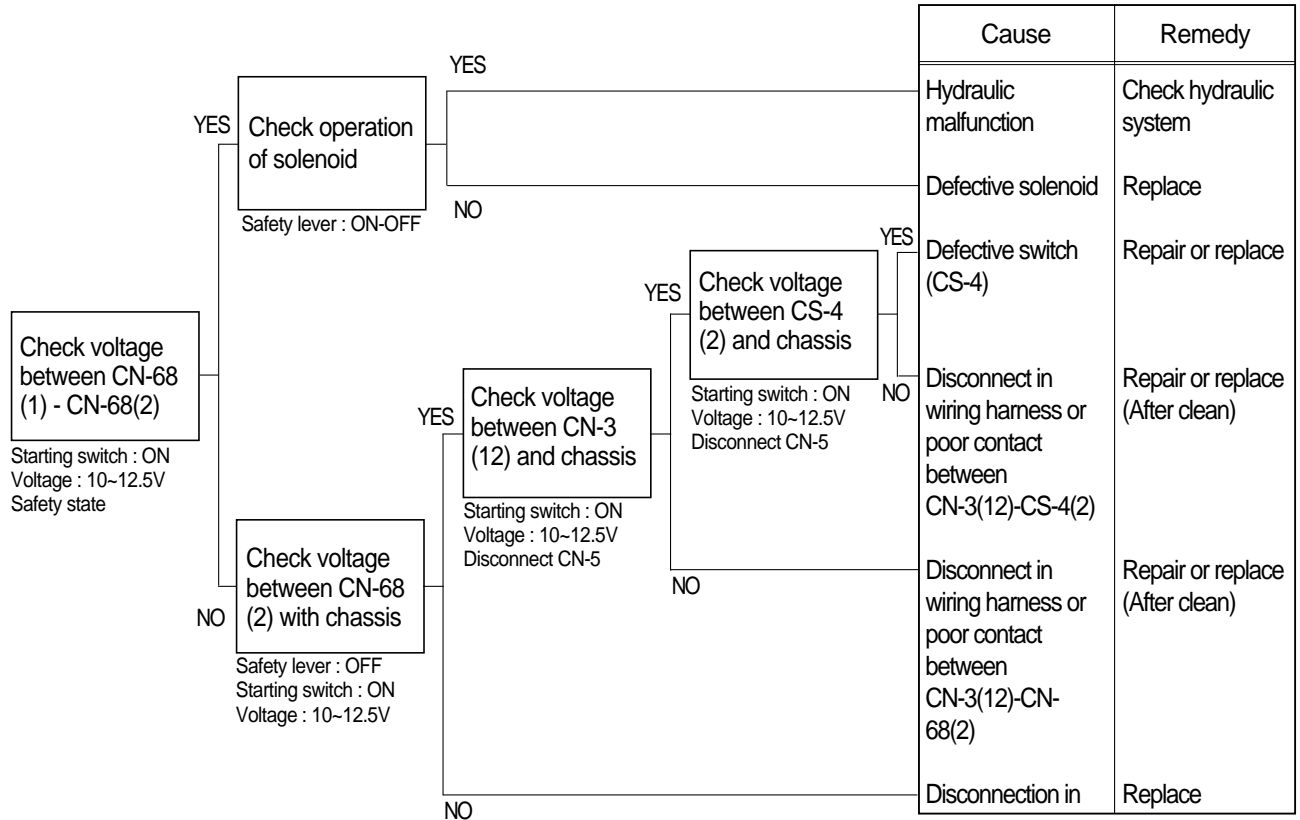 Cause
Remedy
YES
Hydraulic
malfunction
Check hydraulic
system
YES
Check operation
of solenoid
Safety lever : ON-OFF
NO
Defective solenoid
Replace
YES
Defective switch
(CS-4)
Repair or replace
YES
Check voltage
between CS-4
(2) and chassis
Starting switch : ON
Voltage : 10~12.5V
Disconnect CN-5
NO
Disconnect in
wiring harness or
poor contact
between
CN-3(12)-CS-4(2)
Repair or replace
(After clean)
Check voltage
between CN-68
(1) - CN-68(2)
Starting switch : ON
Voltage : 10~12.5V
Safety state
YES
Check voltage
between CN-3
(12) and chassis
Starting switch : ON
Voltage : 10~12.5V
Disconnect CN-5
NO
Disconnect in
wiring harness or
poor contact
between
CN-3(12)-CN-
68(2)
Repair or replace
(After clean)
NO
Check voltage
between CN-68
(2) with chassis
Safety lever : OFF
Starting switch : ON
Voltage : 10~12.5V
NO
Disconnection in
Replace